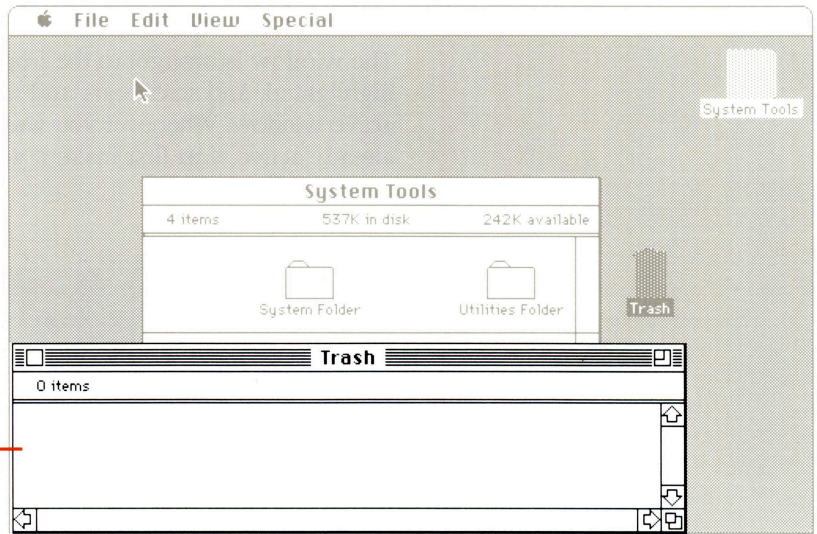 File Edit View Special
System Tools
System Tools
4 items 537K in disk 242K available
System Folder Utilities Folder
Trash
Trash
0 items